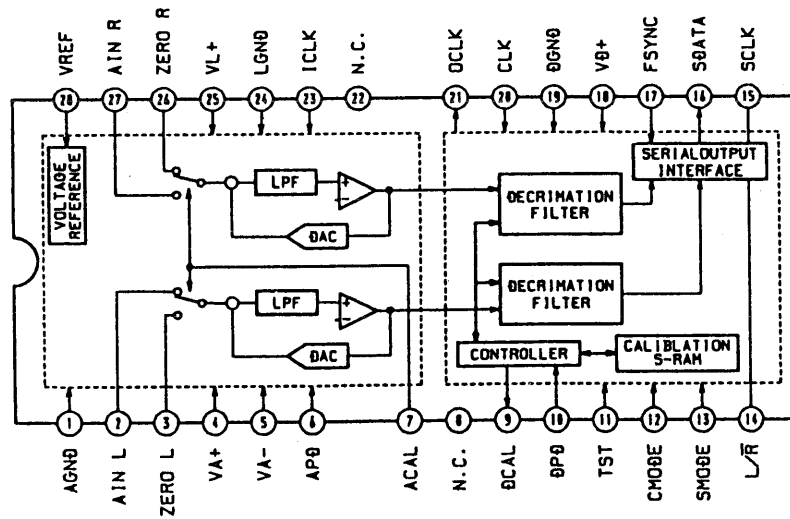 VREF
AIN R
ZERO R
VL+
LGND
ICLK
N.C.
OCLK
CLK
DGND
VD+
FSYNC
SDATA
SCLK
28
27
26
25
24
23
22
21
20
19
18
17
16
15
VOLTAGE
REFERENCE
LPF
+
-
DAC
DECRIMATION
FILTER
SERIALOUTPUT
INTERFACE
LPF
+
-
DAC
DECRIMATION
FILTER
CONTROLLER
CALIBLATION
S-RAM
1
2
3
4
5
6
7
8
9
10
11
12
13
14
AGND
AIN L
ZERO L
VA+
VA-
APD
ACAL
N.C.
DCAL
DPD
TST
CMODE
SMODE
L/R̅